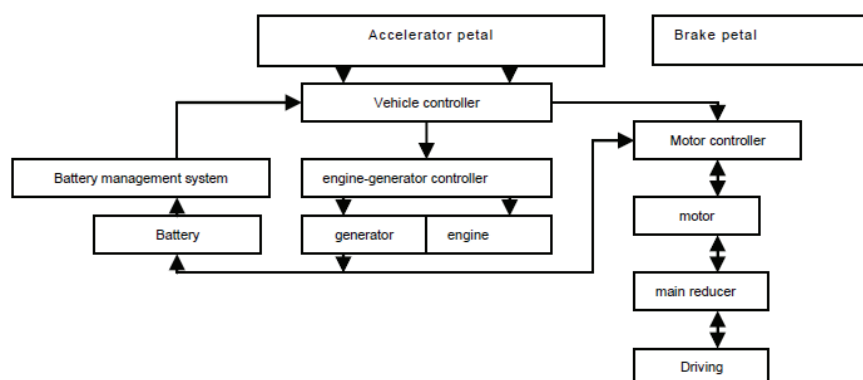 Accelerator petal
Brake petal
Vehicle controller
Motor controller
Battery management system
engine-generator controller
motor
Battery
generator
engine
main reducer
Driving